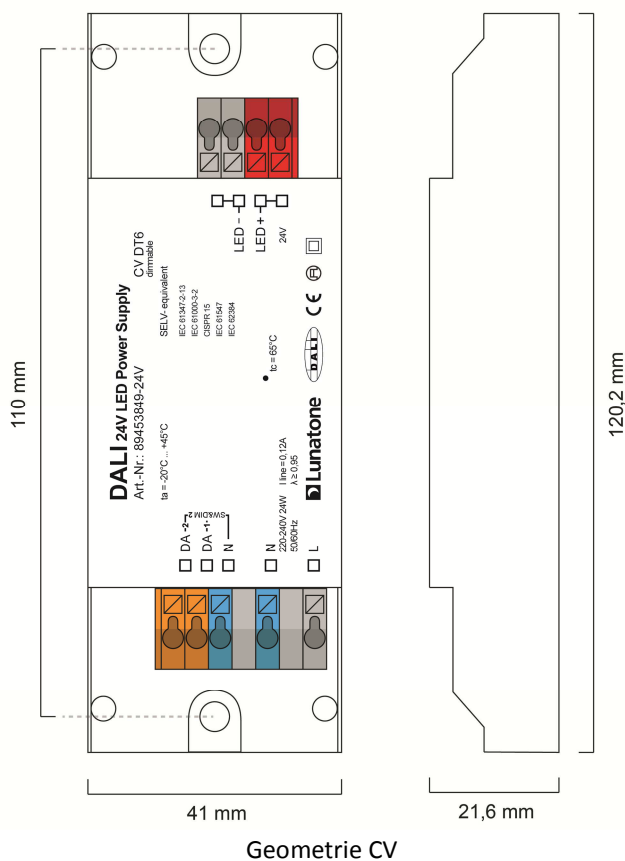 LED -
LED +
24V
DALI 24V LED Power Supply
CV DT6
dimmable
Art.-Nr.: 89453849-24V
SELV- equivalent
IEC 61347-2-13
IEC 61000-3-2
CISPR 15
IEC 61547
IEC 62384
ta = -20°C ... +45°C
tc = 65°C
Lunatone
DALI
CE
DA -2-
DA -1-
SW&DIM 2
N
N
L
220-240V 24W
50/60Hz
I line = 0,12A
λ ≥ 0,95
110 mm
120,2 mm
41 mm
21,6 mm
Geometrie CV